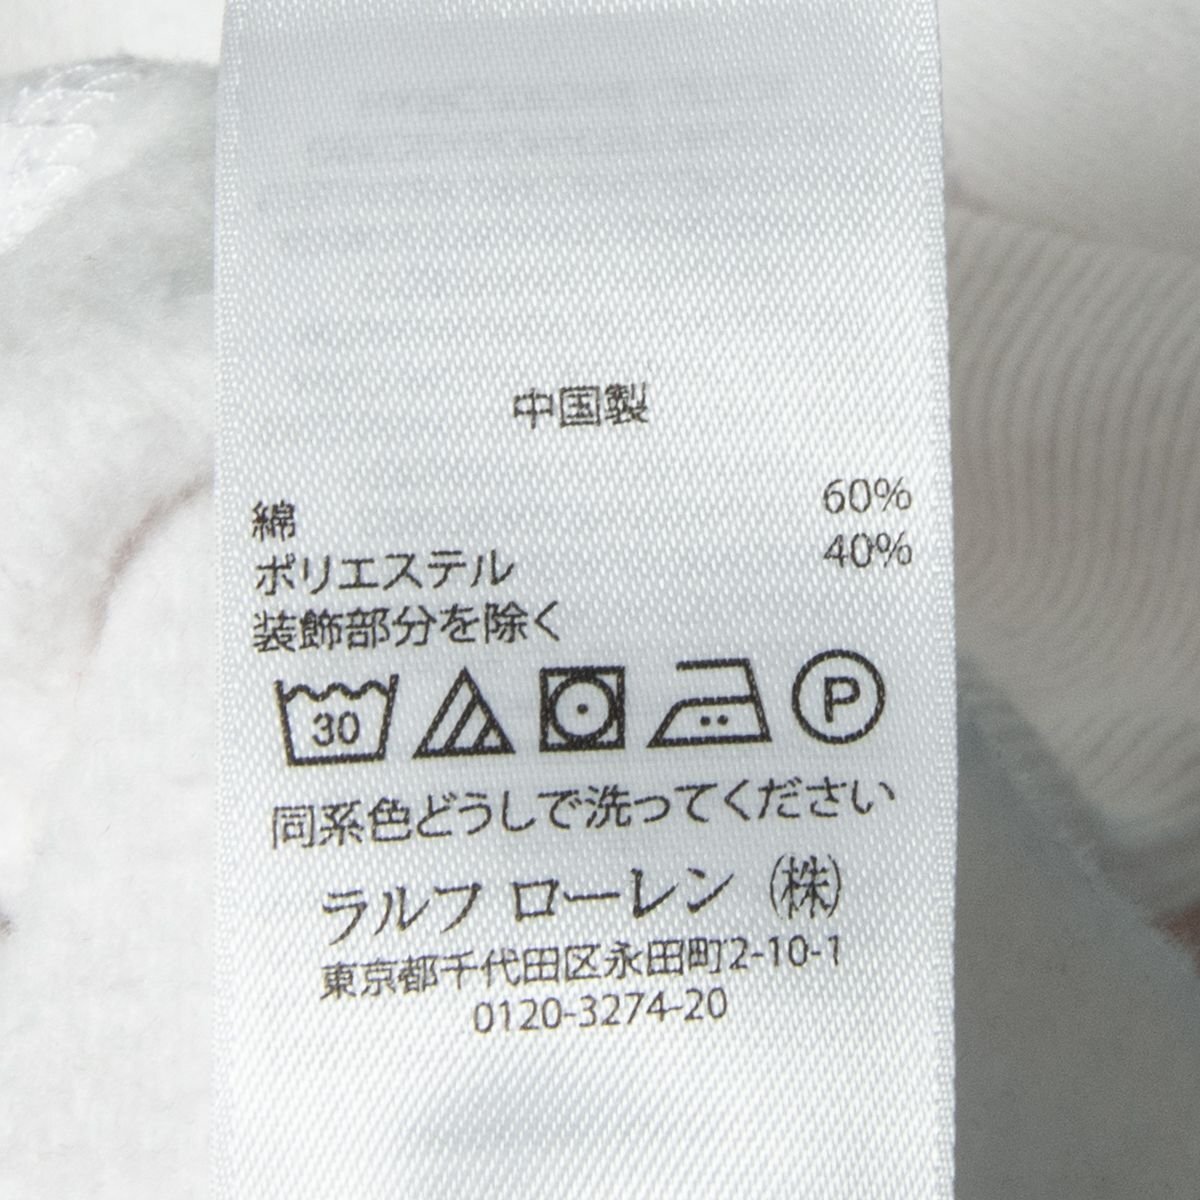 中国製
綿 60%
ポリエステル 40%
装飾部分を除く
30 P
同系色どうしで洗ってください
ラルフ ローレン (株)
東京都千代田区永田町2-10-1
0120-3274-20